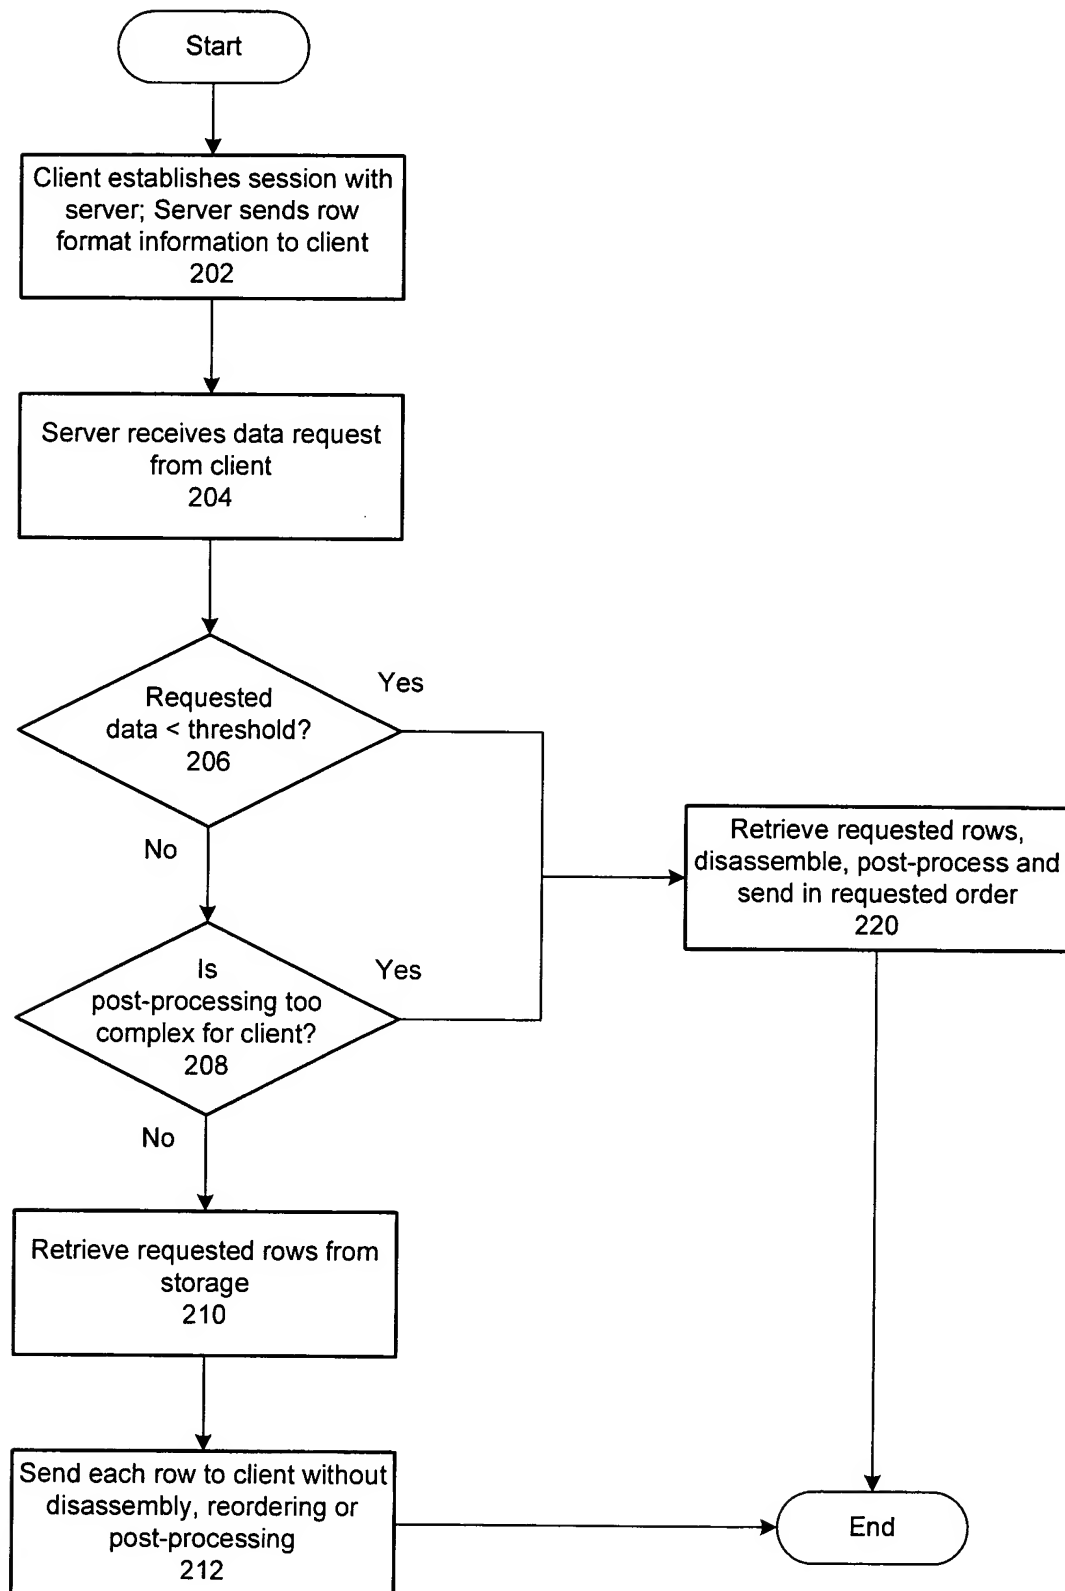 Start
Client establishes session with
server; Server sends row
format information to client
202
Server receives data request
from client
204
Requested
data < threshold?
206
Yes
No
Is
post-processing too
complex for client?
208
Yes
No
Retrieve requested rows,
disassemble, post-process and
send in requested order
220
Retrieve requested rows from
storage
210
Send each row to client without
disassembly, reordering or
post-processing
212
End